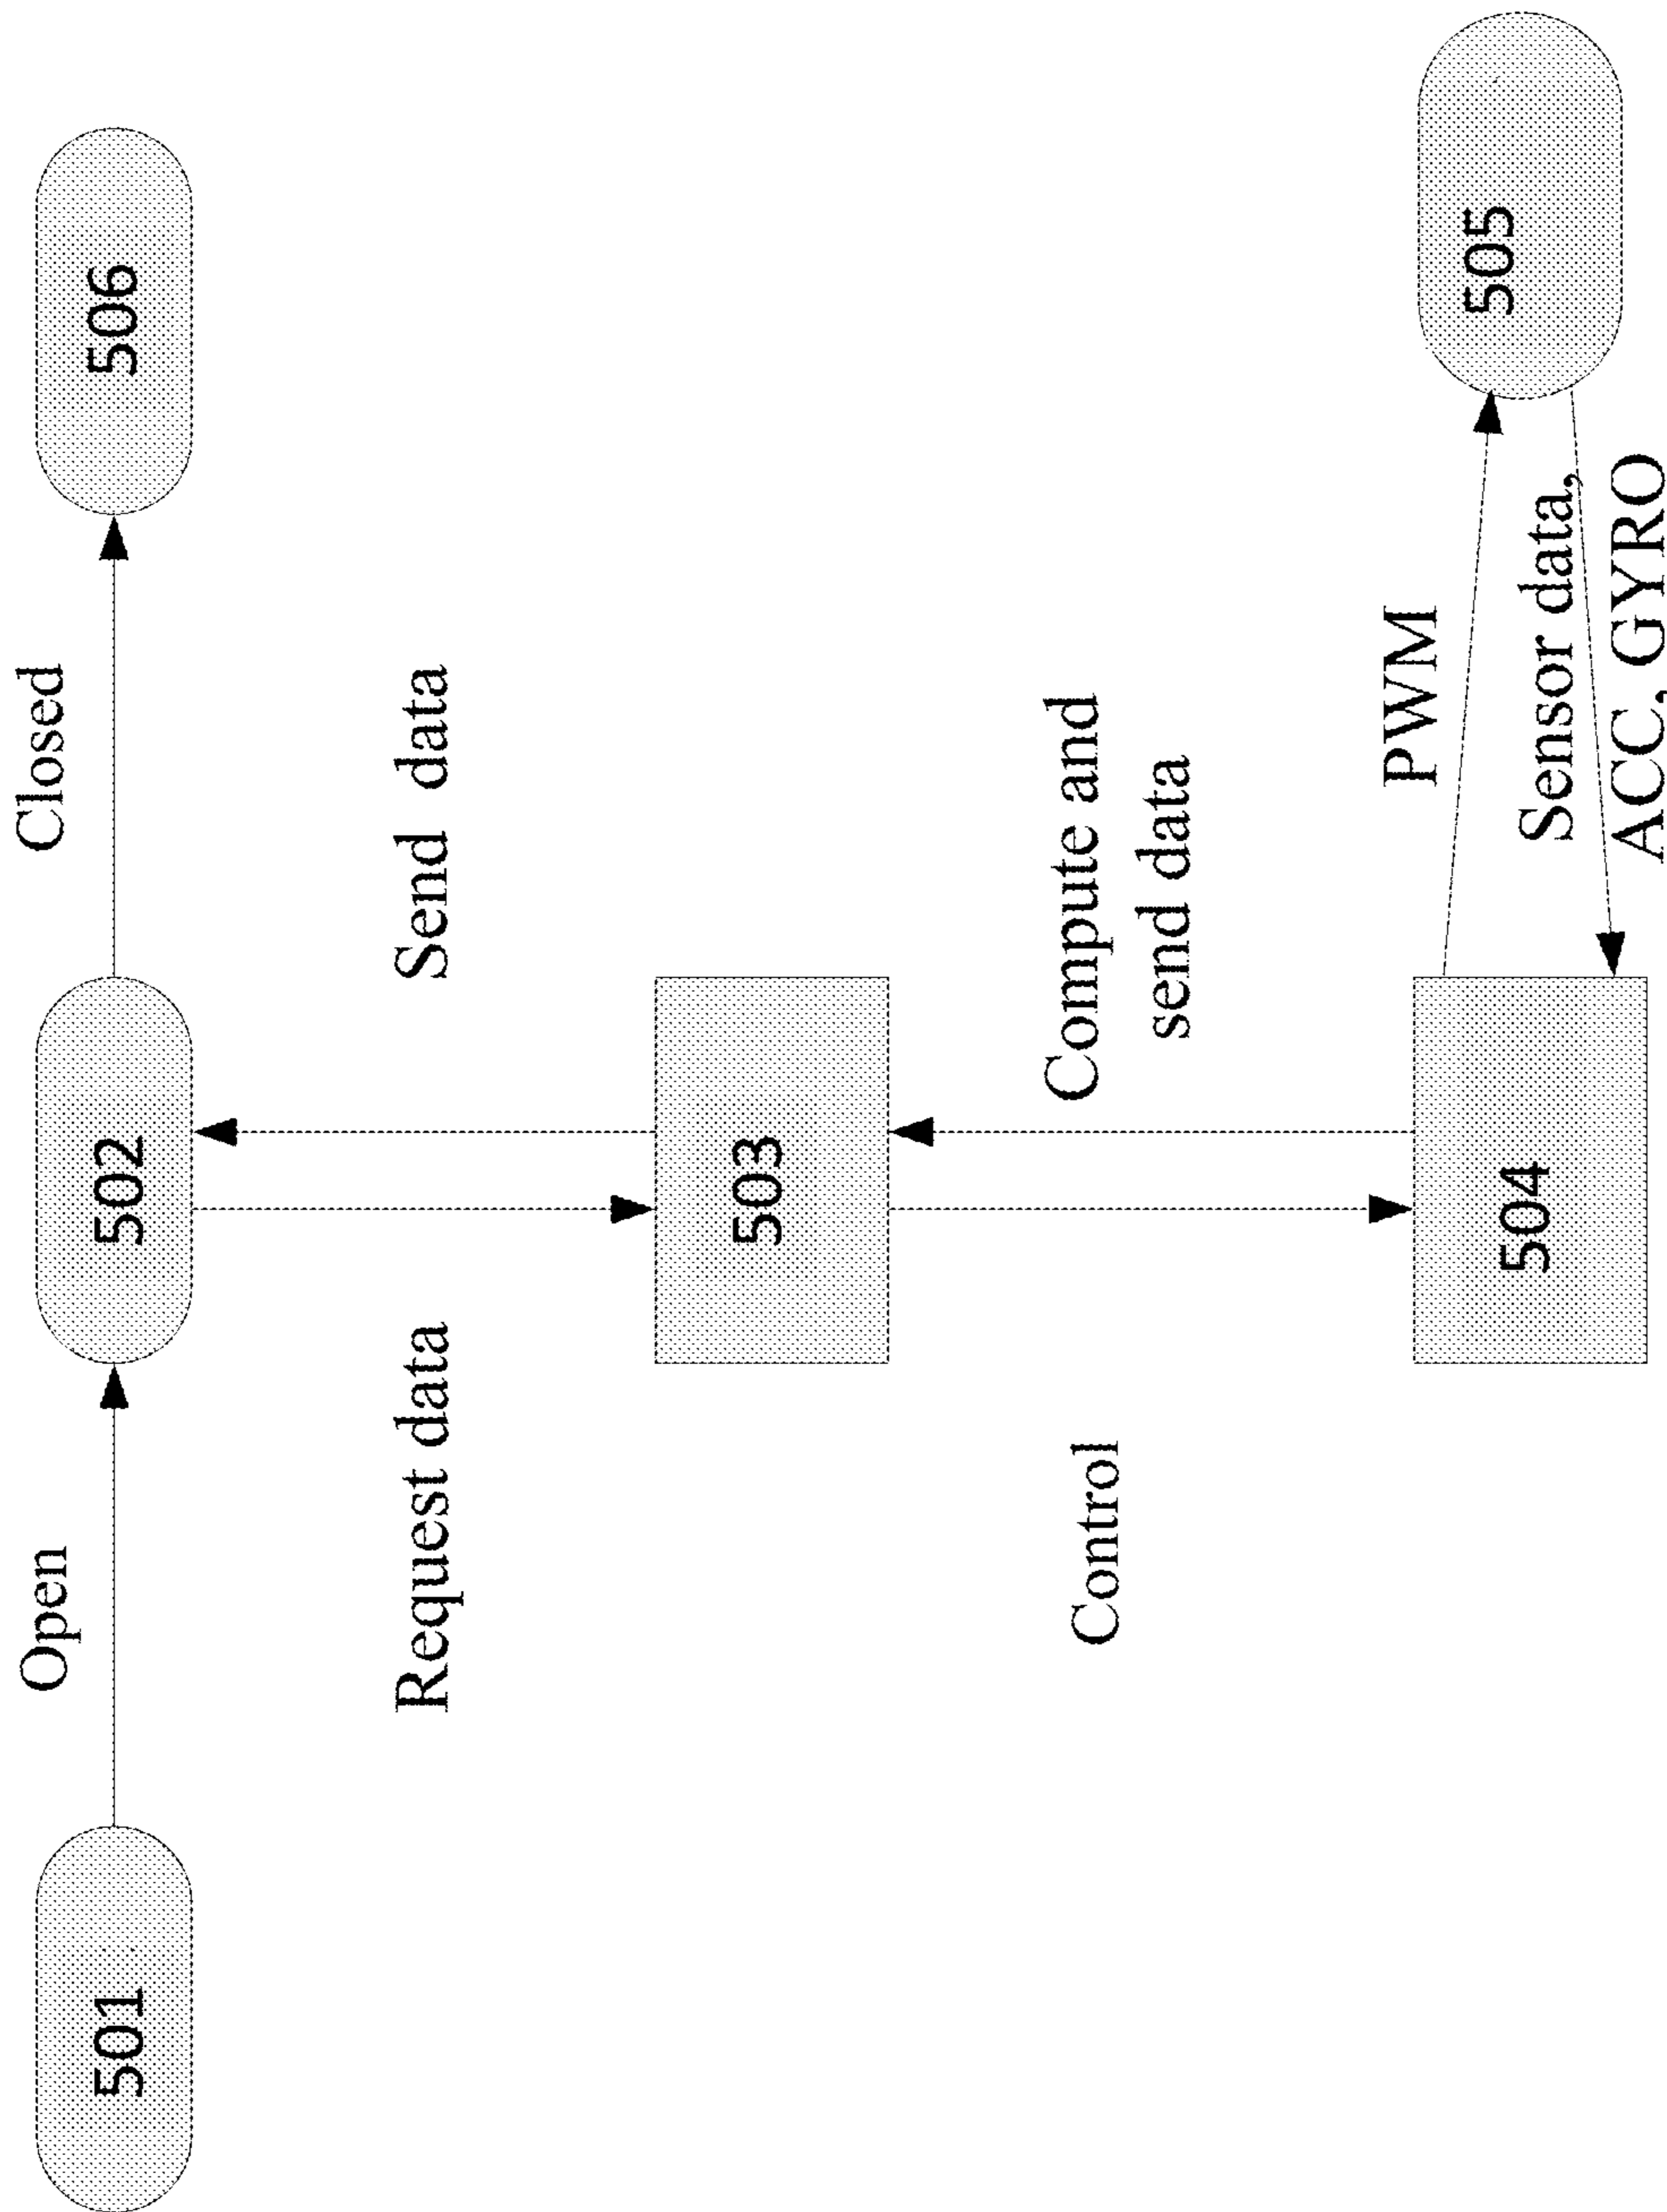 Open
Closed
501
502
506
Request data
Send data
503
Control
Compute and
send data
504
PWM
505
Sensor data,
ACC, GYRO